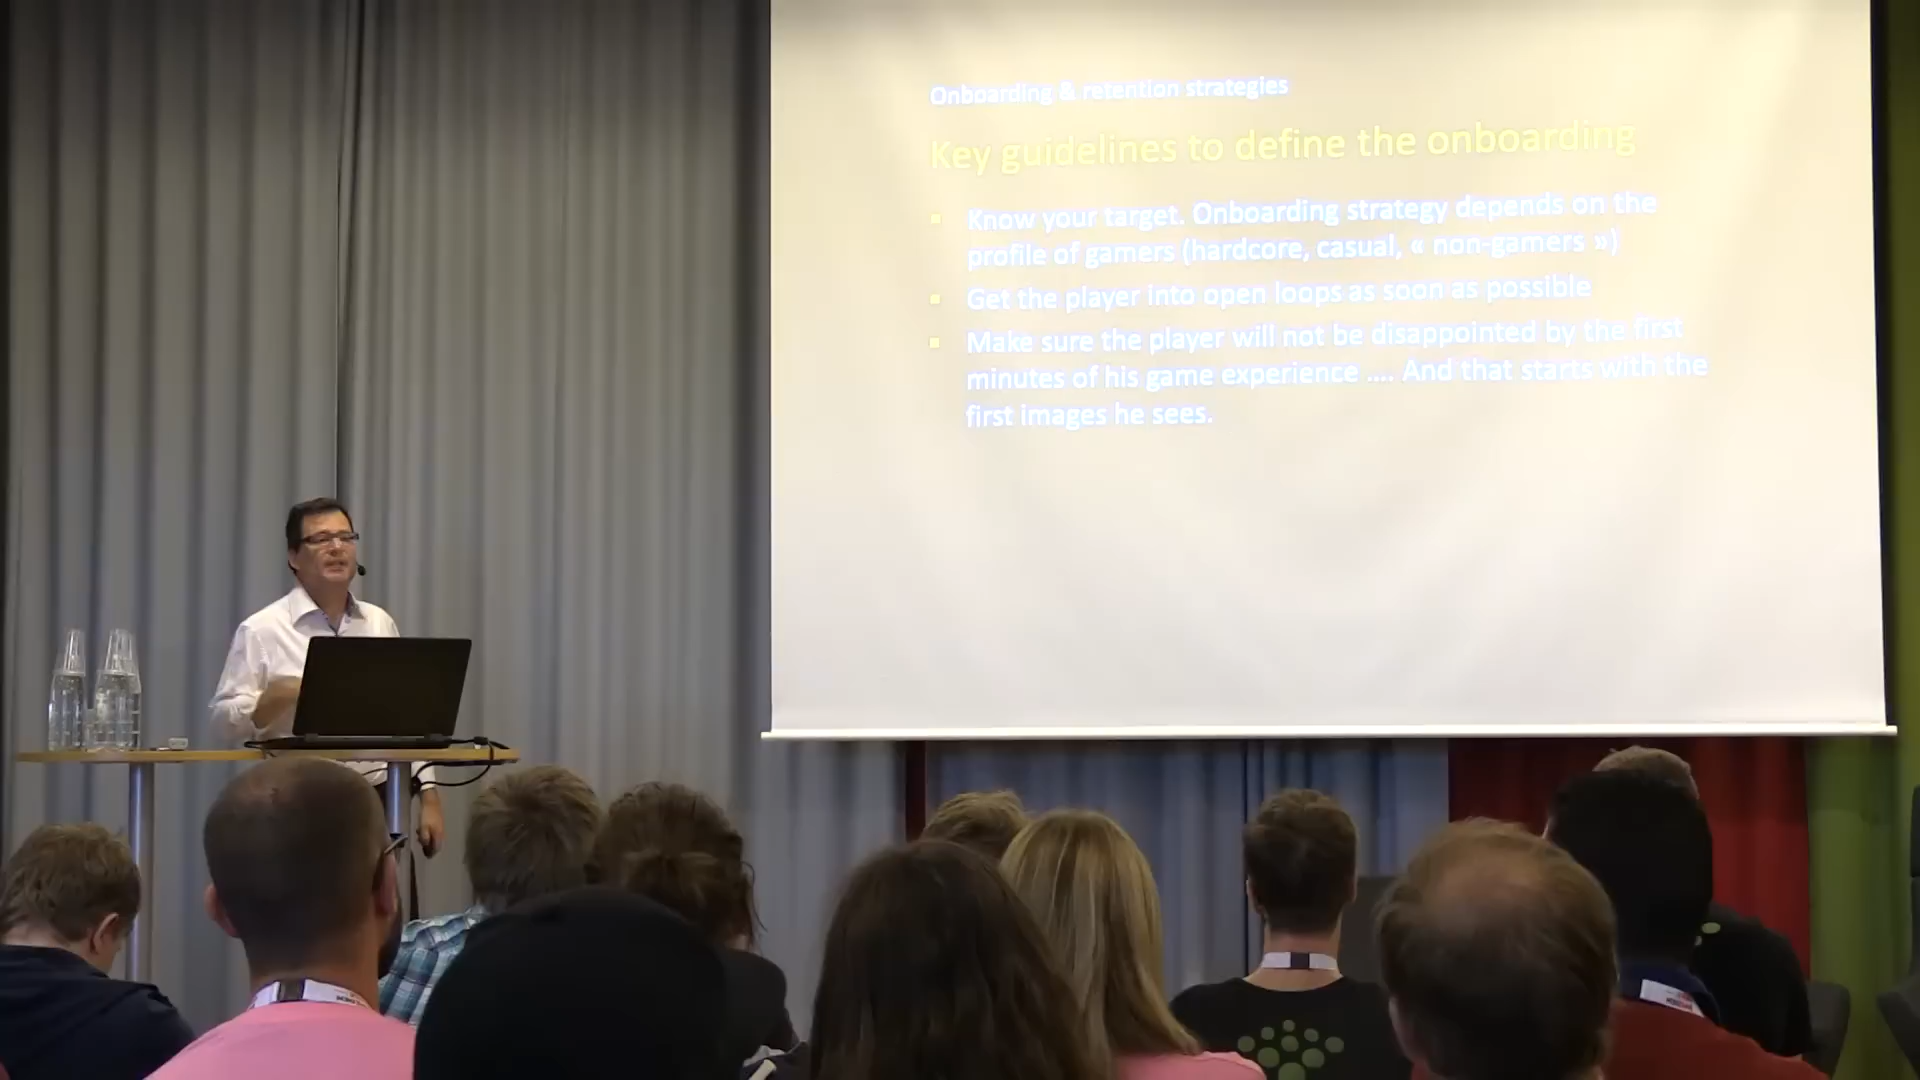 Onboarding & retention strategies
Key guidelines to define the onboarding
Know your target. Onboarding strategy depends on the
profile of gamers (hardcore, casual, « non-gamers »)
Get the player into open loops as soon as possible
Make sure the player will not be disappointed by the first
minutes of his game experience .... And that starts with the
first images he sees.